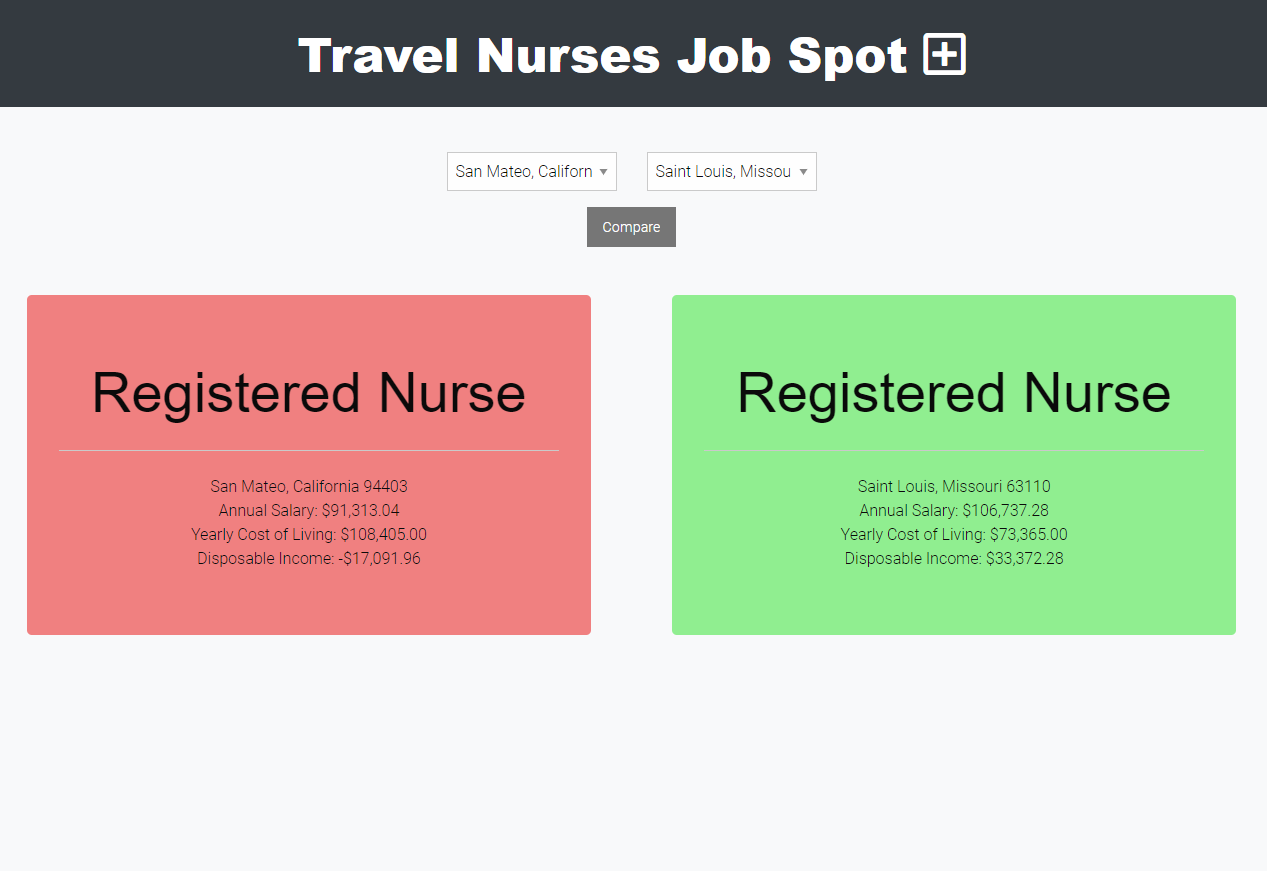 Travel Nurses Job Spot
San Mateo, Californ
Saint Louis, Missou
Compare
Registered Nurse
San Mateo, California 94403
Annual Salary: $91,313.04
Yearly Cost of Living: $108,405.00
Disposable Income: -$17,091.96
Registered Nurse
Saint Louis, Missouri 63110
Annual Salary: $106,737.28
Yearly Cost of Living: $73,365.00
Disposable Income: $33,372.28